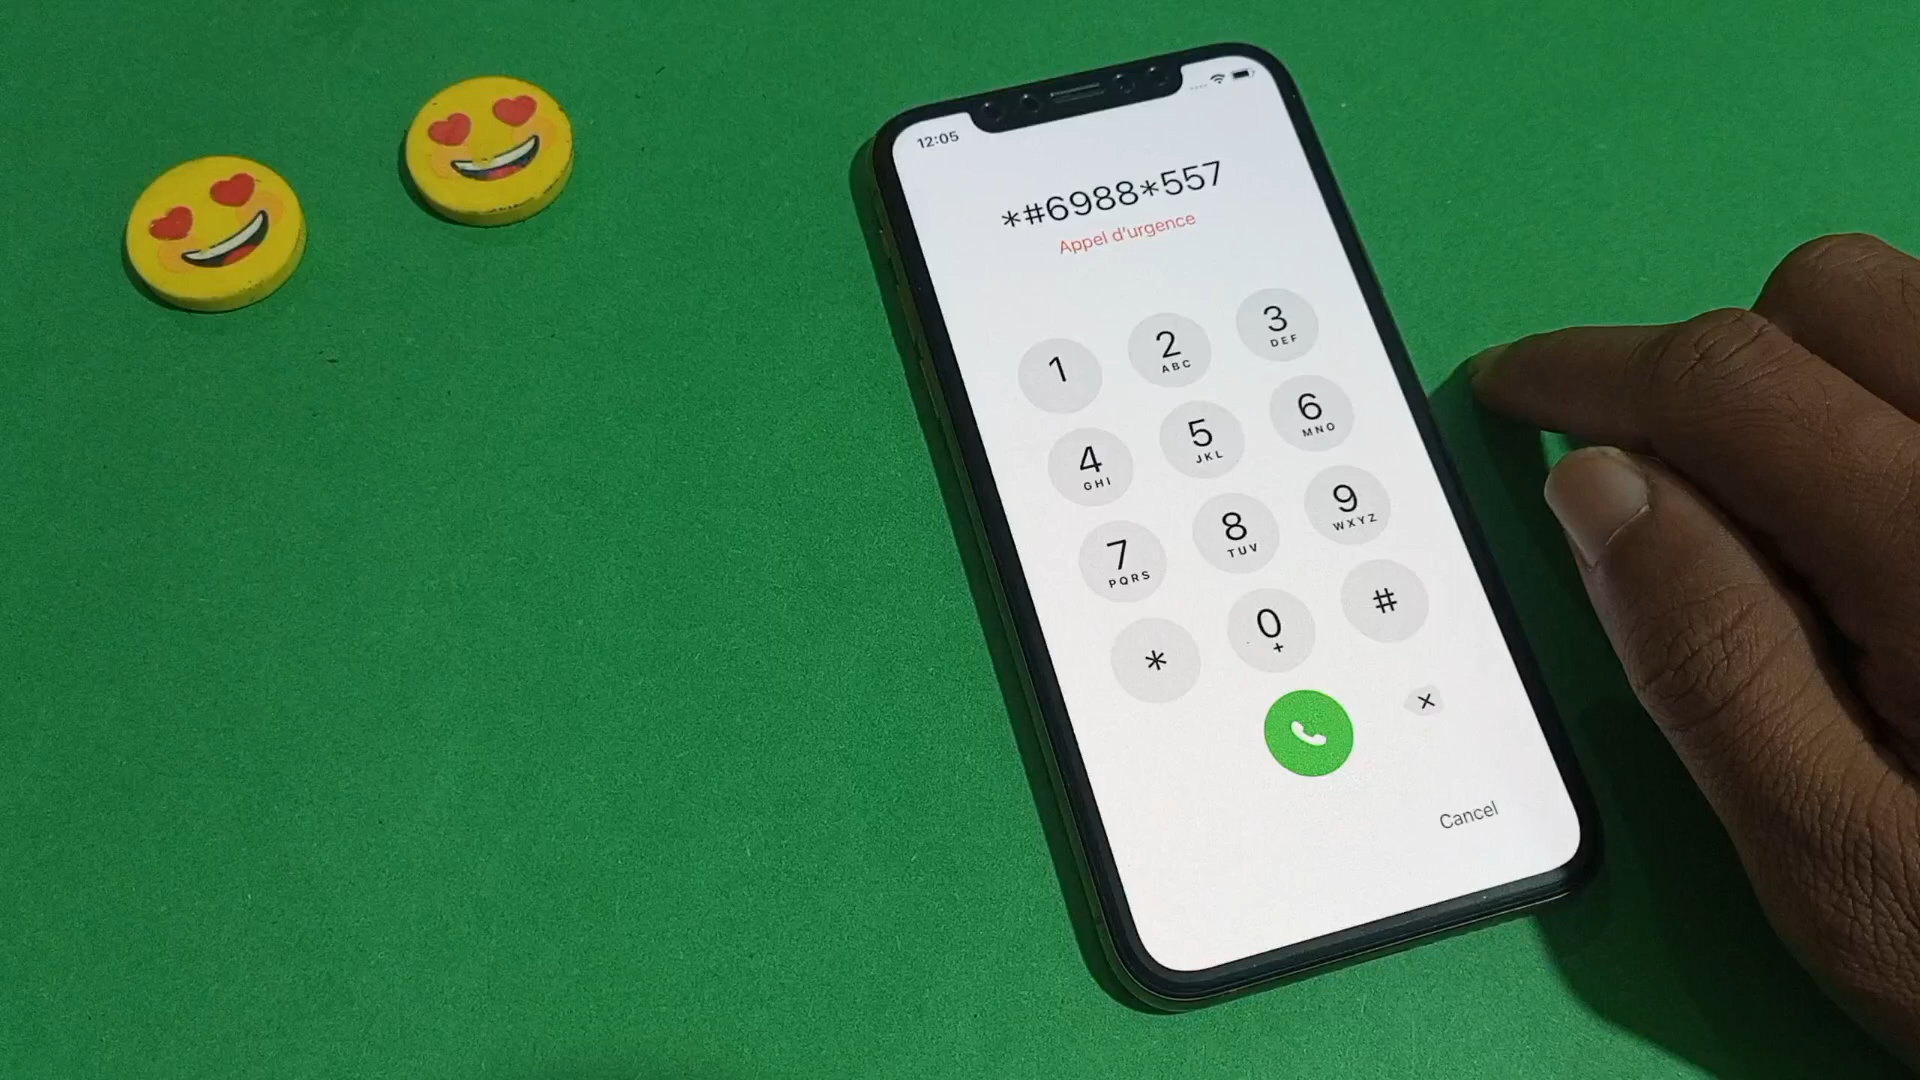 12:05
*#6988*557
Appel d'urgence
1
2
ABC
3
DEF
4
GHI
5
JKL
6
MNO
7
PQRS
8
TUV
9
WXYZ
*
0
+
#
Cancel